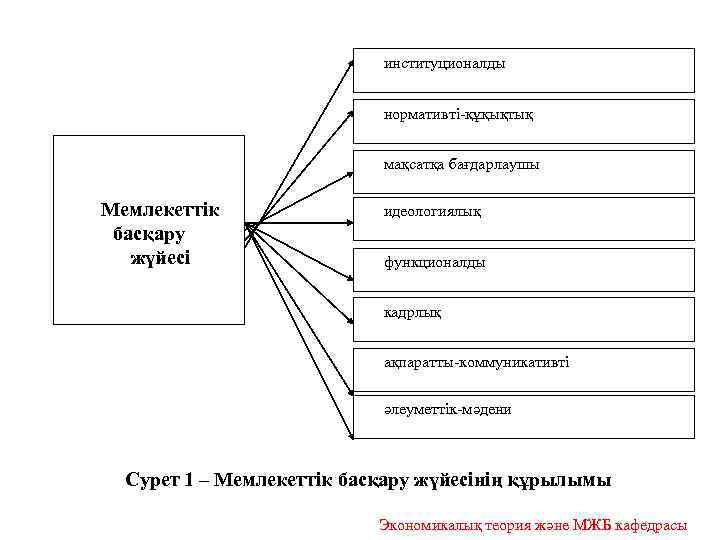 институционалды
нормативті-құқықтық
мақсатқа бағдарлаушы
Мемлекеттік
басқару
жүйесі
идеологиялық
функционалды
кадрлық
ақпаратты-коммуникативті
әлеуметтік-мәдени
Сурет 1 – Мемлекеттік басқару жүйесінің құрылымы
Экономикалық теория және МЖБ кафедрасы